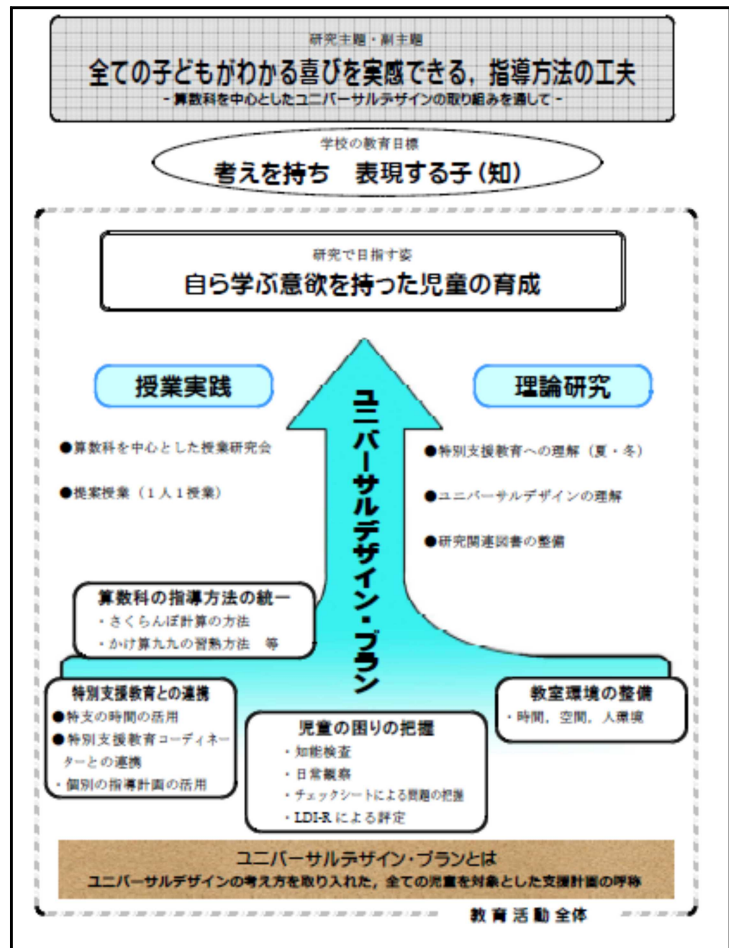 研究主題・副主題
全ての子どもがわかる喜びを実感できる，指導方法の工夫
- 算数科を中心としたユニバーサルデザインの取り組みを通して -
学校の教育目標
考えを持ち　表現する子（知）
研究で目指す姿
自ら学ぶ意欲を持った児童の育成
授業実践
●算数科を中心とした授業研究会
●提案授業（１人１授業）
理論研究
●特別支援教育への理解（夏・冬）
●ユニバーサルデザインの理解
●研究関連図書の整備
ユニバーサルデザイン・プラン
算数科の指導方法の統一
・さくらんぼ計算の方法
・かけ算九九の習熟方法　等
特別支援教育との連携
●特支の時間の活用
●特別支援教育コーディネー
ターとの連携
・個別の指導計画の活用
児童の困りの把握
・知能検査
・日常観察
・チェックシートによる問題の把握
・LDI-R による評定
教室環境の整備
・時間，空間，人環境
ユニバーサルデザイン・プランとは
ユニバーサルデザインの考え方を取り入れた，全ての児童を対象とした支援計画の呼称
教育活動全体